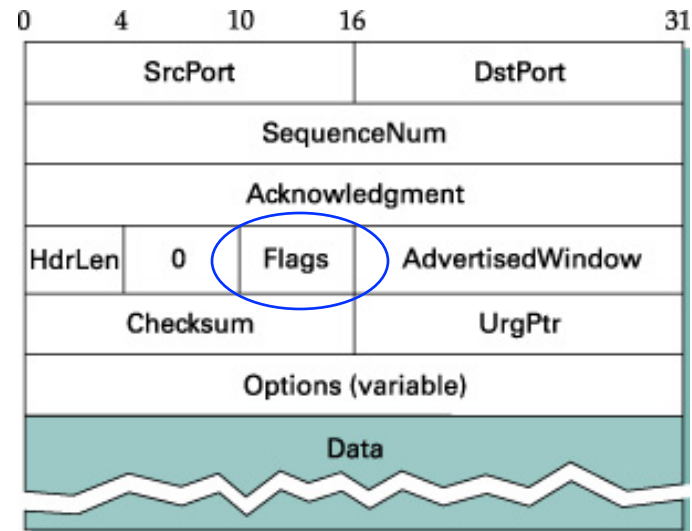 0 4 10 16 31
SrcPort DstPort
SequenceNum
Acknowledgment
HdrLen 0 Flags AdvertisedWindow
Checksum UrgPtr
Options (variable)
Data